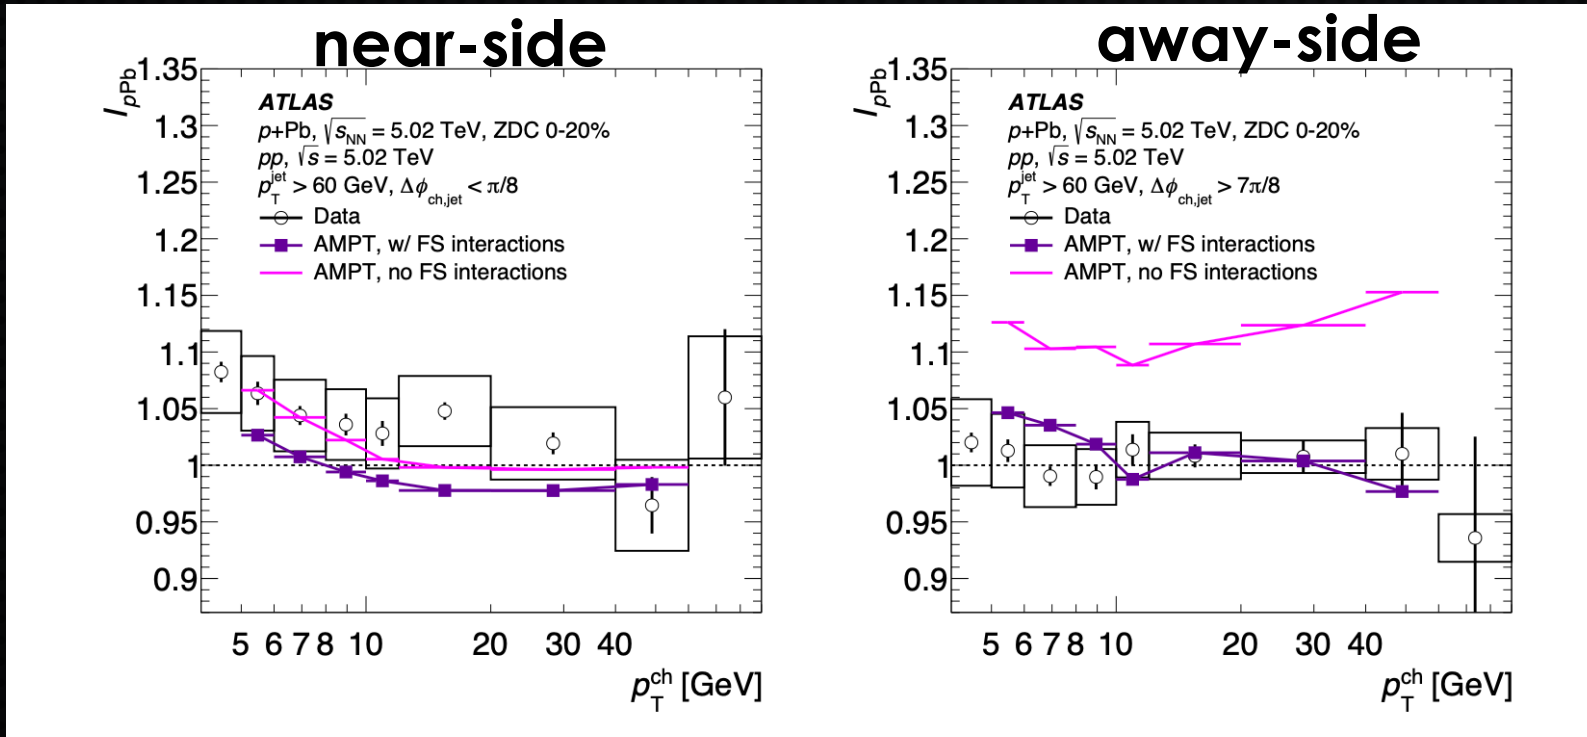 near-side
I_pPb
1.35
1.3
1.25
1.2
1.15
1.1
1.05
1
0.95
0.9
ATLAS
p+Pb, √s_NN = 5.02 TeV, ZDC 0-20%
pp, √s = 5.02 TeV
p_T^jet > 60 GeV, Δϕ_ch,jet < π/8
Data
AMPT, w/ FS interactions
AMPT, no FS interactions
5 6 7 8 10 20 30 40
p_T^ch [GeV]
away-side
I_pPb
1.35
1.3
1.25
1.2
1.15
1.1
1.05
1
0.95
0.9
ATLAS
p+Pb, √s_NN = 5.02 TeV, ZDC 0-20%
pp, √s = 5.02 TeV
p_T^jet > 60 GeV, Δϕ_ch,jet > 7π/8
Data
AMPT, w/ FS interactions
AMPT, no FS interactions
5 6 7 8 10 20 30 40
p_T^ch [GeV]